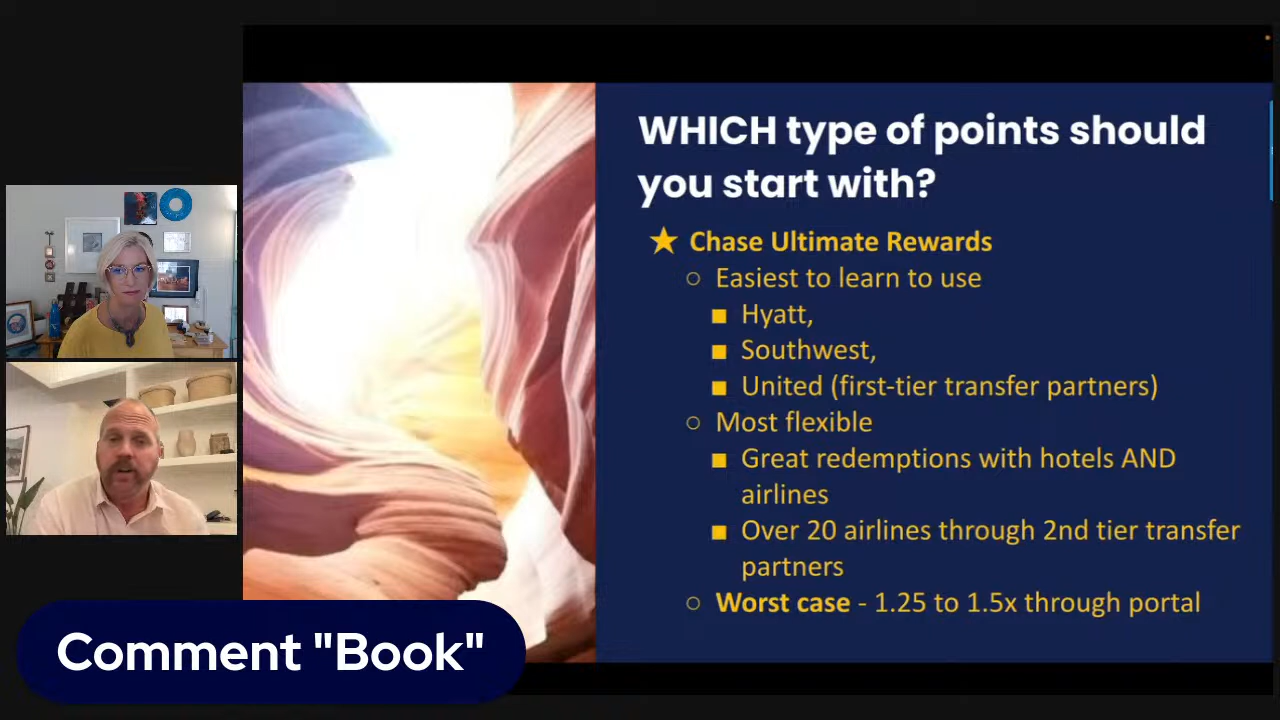 WHICH type of points should
you start with?
★ Chase Ultimate Rewards
○ Easiest to learn to use
■ Hyatt,
■ Southwest,
■ United (first-tier transfer partners)
○ Most flexible
■ Great redemptions with hotels AND
airlines
■ Over 20 airlines through 2nd tier transfer
partners
○ Worst case - 1.25 to 1.5x through portal
Comment "Book"